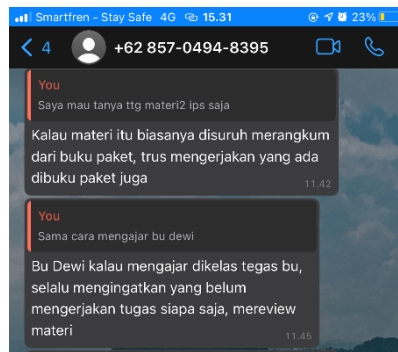 Smartfren - Stay Safe 4G 15.31 23%
4 +62 857-0494-8395
You
Saya mau tanya ttg materi2 ips saja
Kalau materi itu biasanya disuruh merangkum
dari buku paket, trus mengerjakan yang ada
dibuku paket juga
11.42
You
Sama cara mengajar bu dewi
Bu Dewi kalau mengajar dikelas tegas bu,
selalu mengingatkan yang belum
mengerjakan tugas siapa saja, mereview
materi
11.45